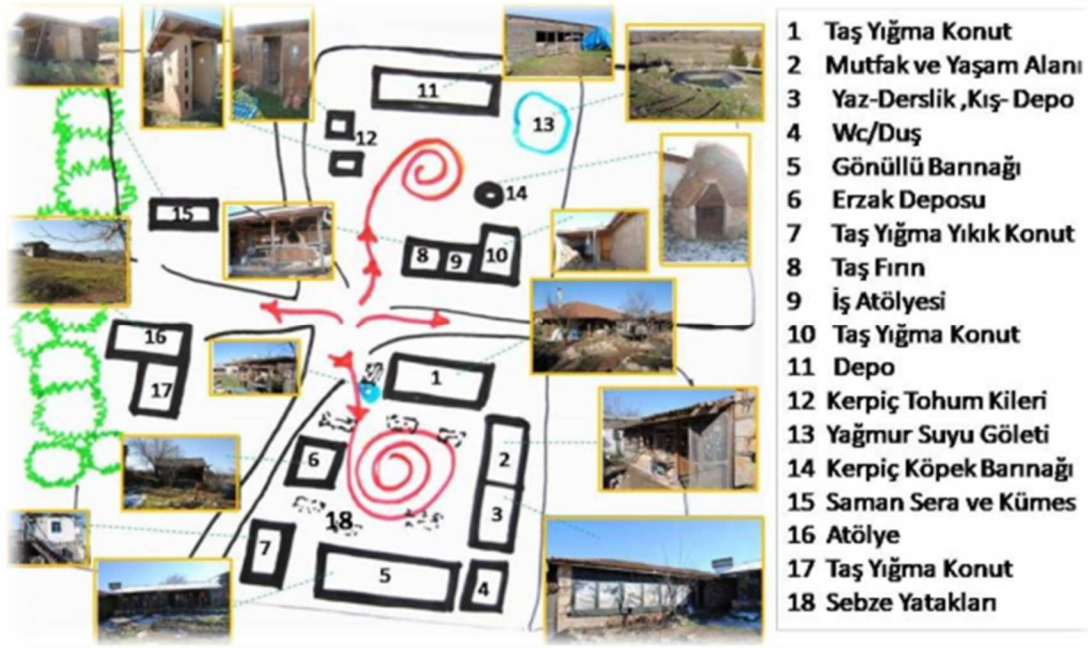 1 Taş Yığma Konut
2 Mutfak ve Yaşam Alanı
3 Yaz-Derslik ,Kış- Depo
4 Wc/Duş
5 Gönüllü Barınağı
6 Erzak Deposu
7 Taş Yığma Yıkık Konut
8 Taş Fırın
9 İş Atölyesi
10 Taş Yığma Konut
11 Depo
12 Kerpiç Tohum Kileri
13 Yağmur Suyu Göleti
14 Kerpiç Köpek Barınağı
15 Saman Sera ve Kümes
16 Atölye
17 Taş Yığma Konut
18 Sebze Yatakları
11
13
12
14
15
8
9
10
16
17
1
6
2
3
18
7
5
4